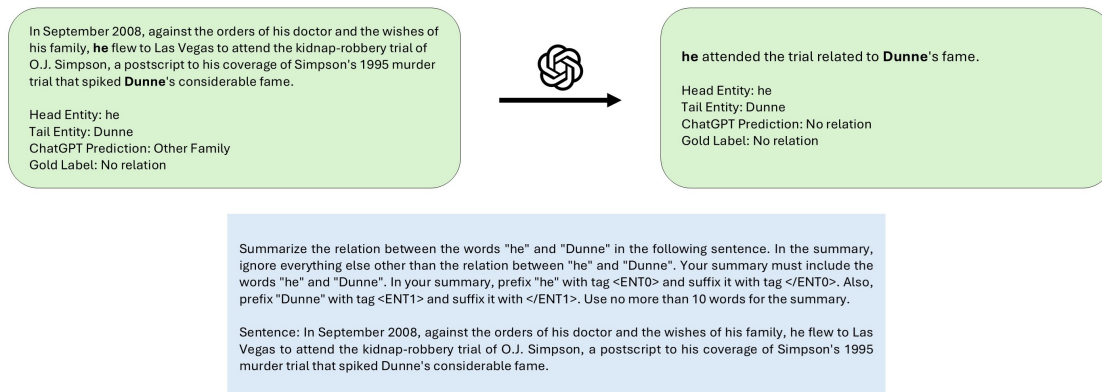 In September 2008, against the orders of his doctor and the wishes of
his family, he flew to Las Vegas to attend the kidnap-robbery trial of
O.J. Simpson, a postscript to his coverage of Simpson's 1995 murder
trial that spiked Dunne's considerable fame.
Head Entity: he
Tail Entity: Dunne
ChatGPT Prediction: Other Family
Gold Label: No relation
he attended the trial related to Dunne's fame.
Head Entity: he
Tail Entity: Dunne
ChatGPT Prediction: No relation
Gold Label: No relation
Summarize the relation between the words "he" and "Dunne" in the following sentence. In the summary,
ignore everything else other than the relation between "he" and "Dunne". Your summary must include the
words "he" and "Dunne". In your summary, prefix "he" with tag <ENT0> and suffix it with tag </ENT0>. Also,
prefix "Dunne" with tag <ENT1> and suffix it with </ENT1>. Use no more than 10 words for the summary.
Sentence: In September 2008, against the orders of his doctor and the wishes of his family, he flew to Las
Vegas to attend the kidnap-robbery trial of O.J. Simpson, a postscript to his coverage of Simpson's 1995
murder trial that spiked Dunne's considerable fame.